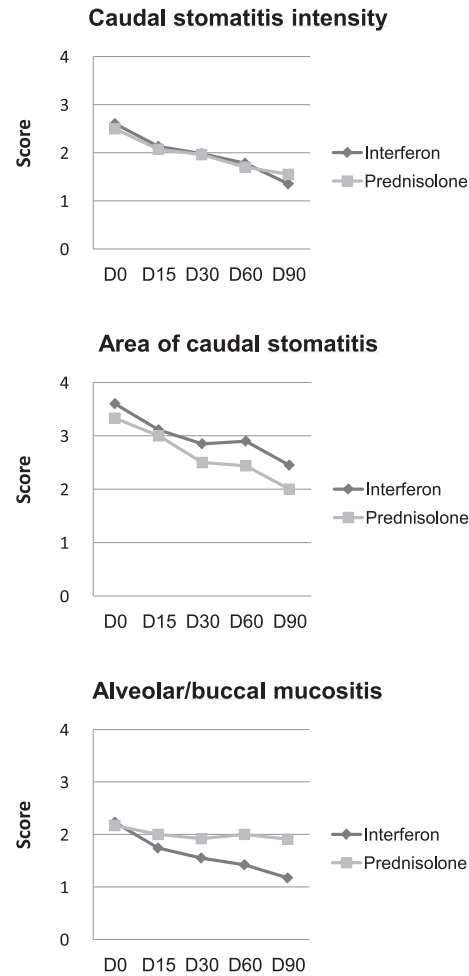 Caudal stomatitis intensity
4
3
2
1
0
Score
D0 D15 D30 D60 D90
Interferon
Prednisolone
Area of caudal stomatitis
4
3
2
1
0
Score
D0 D15 D30 D60 D90
Interferon
Prednisolone
Alveolar/buccal mucositis
4
3
2
1
0
Score
D0 D15 D30 D60 D90
Interferon
Prednisolone